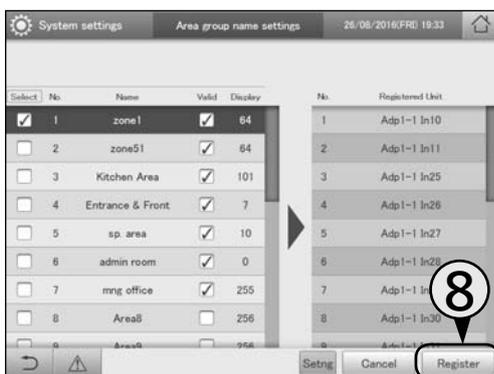 System settings Area group name settings 26/08/2016(FRI) 19:33
Select No. Name Valid Display No. Registered Unit
1 zone1 64 1 Adp1-1 In10
2 zone51 64 2 Adp1-1 In11
3 Kitchen Area 101 3 Adp1-1 In25
4 Entrance & Front 7 4 Adp1-1 In26
5 sp. area 10 5 Adp1-1 In27
6 admin room 0 6 Adp1-1 In28
7 mng office 255 7 Adp1-1
8 Area8 256 8 Adp1-1 In30
9 Area9 256 9
8
Setng Cancel Register